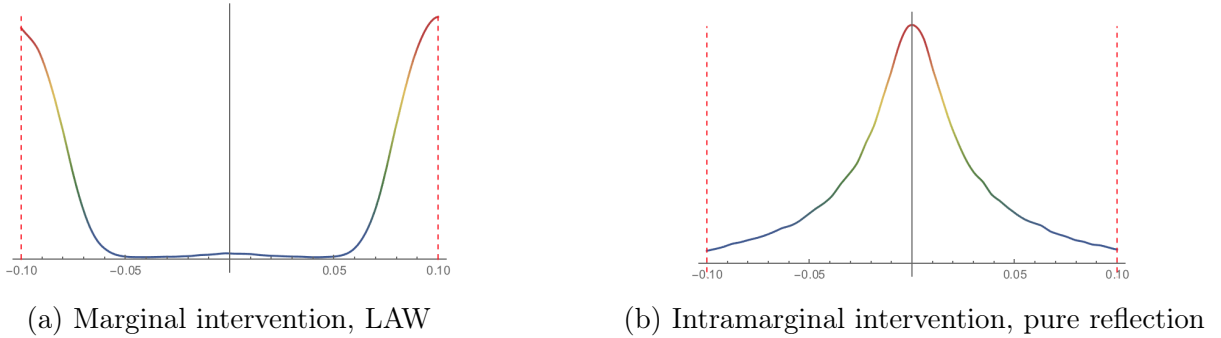 −0.10 −0.05 0.05 0.10
−0.10 −0.05 0.05 0.10
(a) Marginal intervention, LAW
(b) Intramarginal intervention, pure reflection